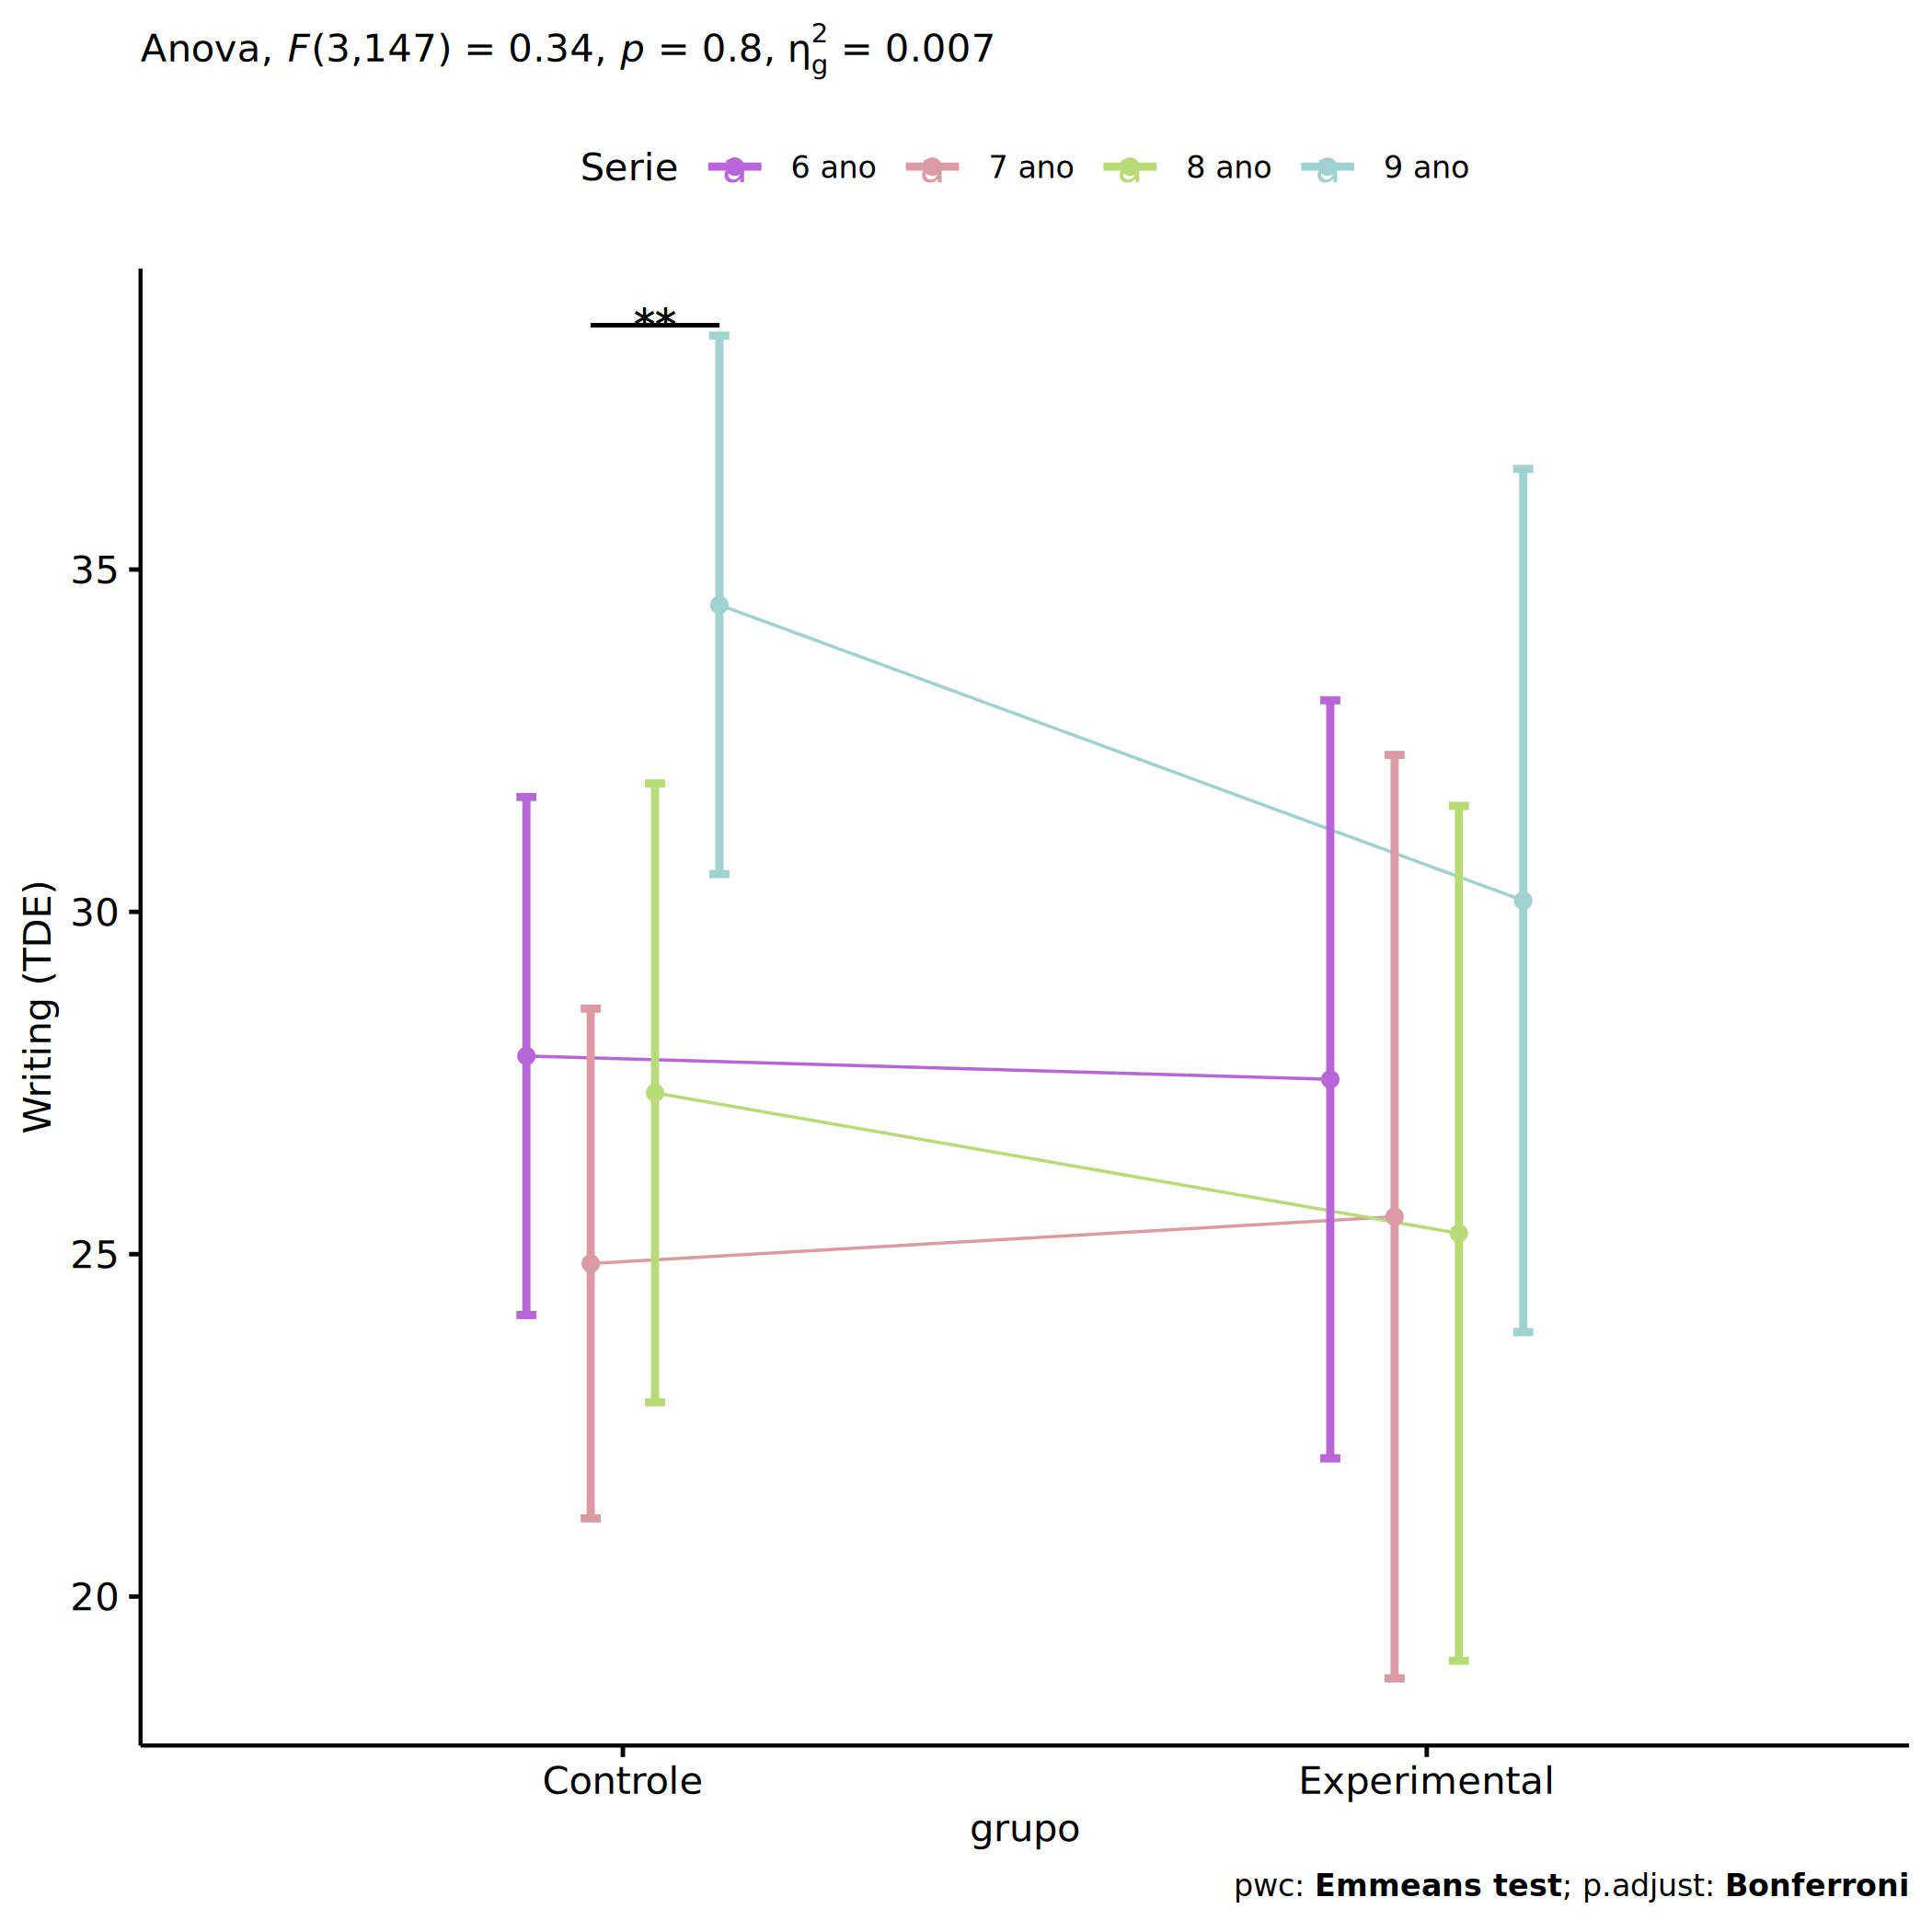 Anova, F(3,147) = 0.34, p = 0.8, η²g = 0.007
Serie a 6 ano a 7 ano a 8 ano a 9 ano
**
35
30
25
20
Writing (TDE)
Controle Experimental
grupo
pwc: Emmeans test; p.adjust: Bonferroni